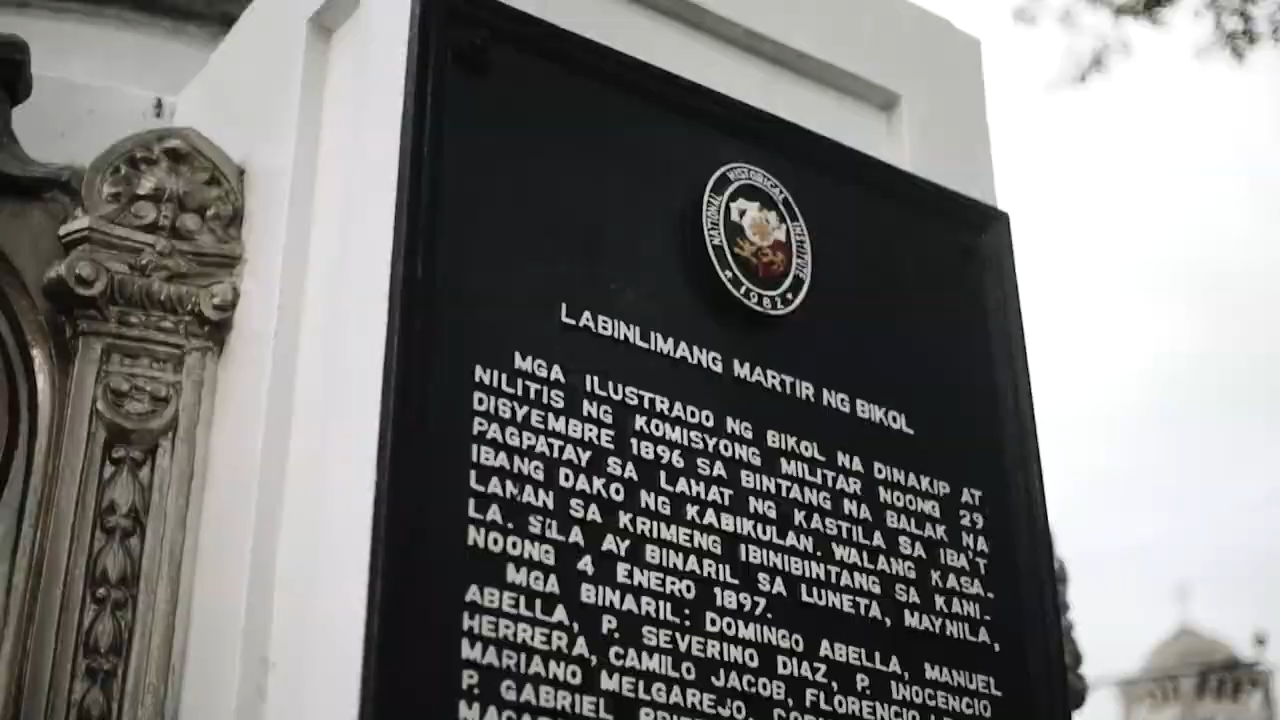 NATIONAL HISTORICAL INSTITUTE
1982
LABINLIMANG MARTIR NG BIKOL
MGA ILUSTRADO NG BIKOL NA DINAKIP AT
NILITIS NG KOMISYONG MILITAR NOONG 29
DISYEMBRE 1896 SA BINTANG NA BALAK NA
PAGPATAY SA LAHAT NG KASTILA SA IBA'T
IBANG DAKO NG KABIKULAN. WALANG KASA-
LANAN SA KRIMENG IBINIBINTANG SA KANI-
LA. SILA AY BINARIL SA LUNETA, MAYNILA,
NOONG 4 ENERO 1897.
MGA BINARIL: DOMINGO ABELLA, MANUEL
ABELLA, P. SEVERINO DIAZ, P. INOCENCIO
HERRERA, CAMILO JACOB, FLORENCIO
MARIANO MELGAREJO,
P. GABRIEL